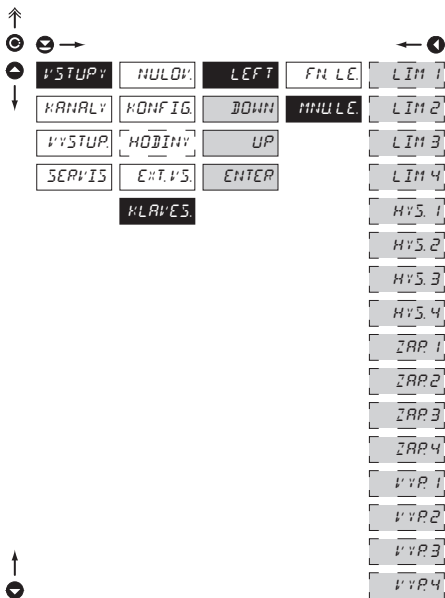 VSTUPY NULOV. LEFT FN. LE. LIM 1
KANALY KONFIG. DOWN MNU.LE. LIM 2
VYSTUP. HODINY UP LIM 3
SERVIS EXT. VS. ENTER LIM 4
KLAVES. HYS. 1
HYS. 2
HYS. 3
HYS. 4
ZAP. 1
ZAP. 2
ZAP. 3
ZAP. 4
VYP. 1
VYP. 2
VYP. 3
VYP. 4